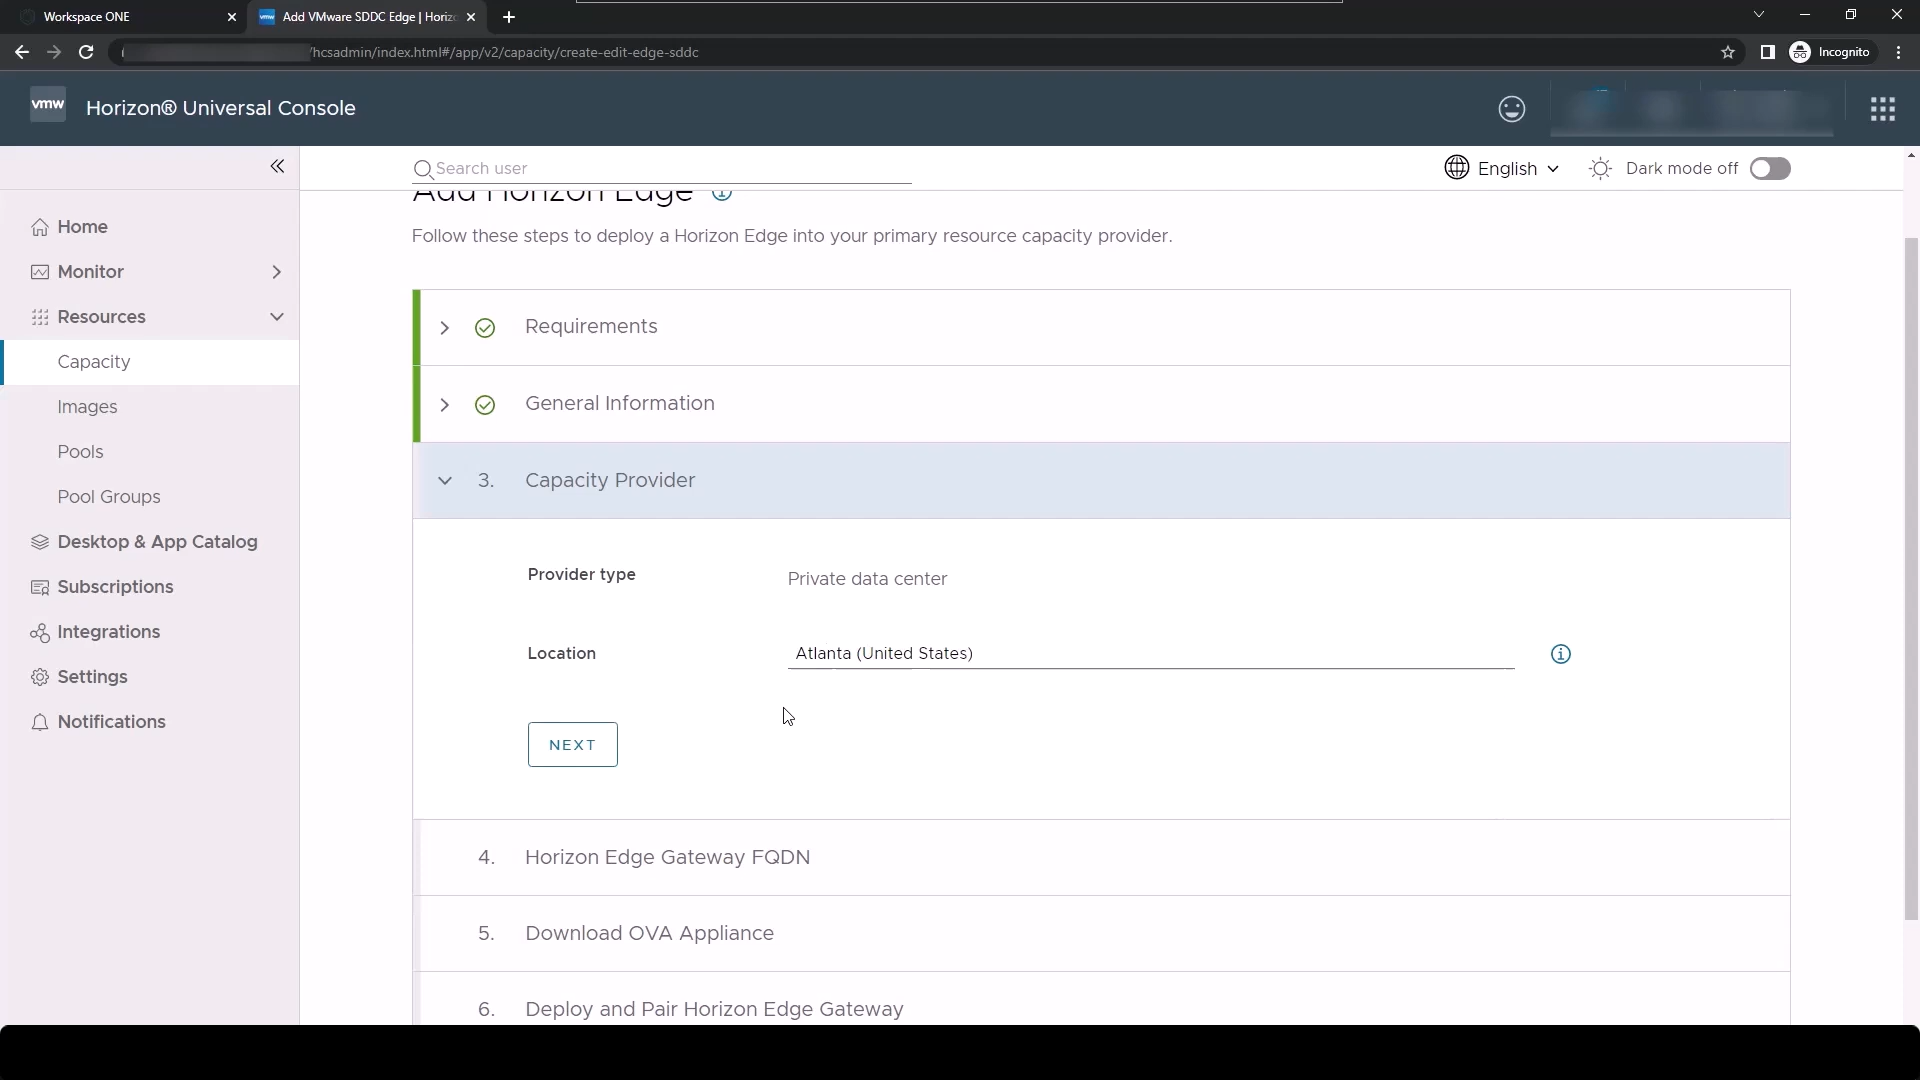 Workspace ONE
vmw Add VMware SDDC Edge | Horizo
/hcsadmin/index.html#/app/v2/capacity/create-edit-edge-sddc
Incognito
vmw Horizon® Universal Console
Search user
English
Dark mode off
Home
Monitor
Resources
Capacity
Images
Pools
Pool Groups
Desktop & App Catalog
Subscriptions
Integrations
Settings
Notifications
Add Horizon Edge
Follow these steps to deploy a Horizon Edge into your primary resource capacity provider.
Requirements
General Information
3. Capacity Provider
Provider type Private data center
Location Atlanta (United States)
NEXT
4. Horizon Edge Gateway FQDN
5. Download OVA Appliance
6. Deploy and Pair Horizon Edge Gateway